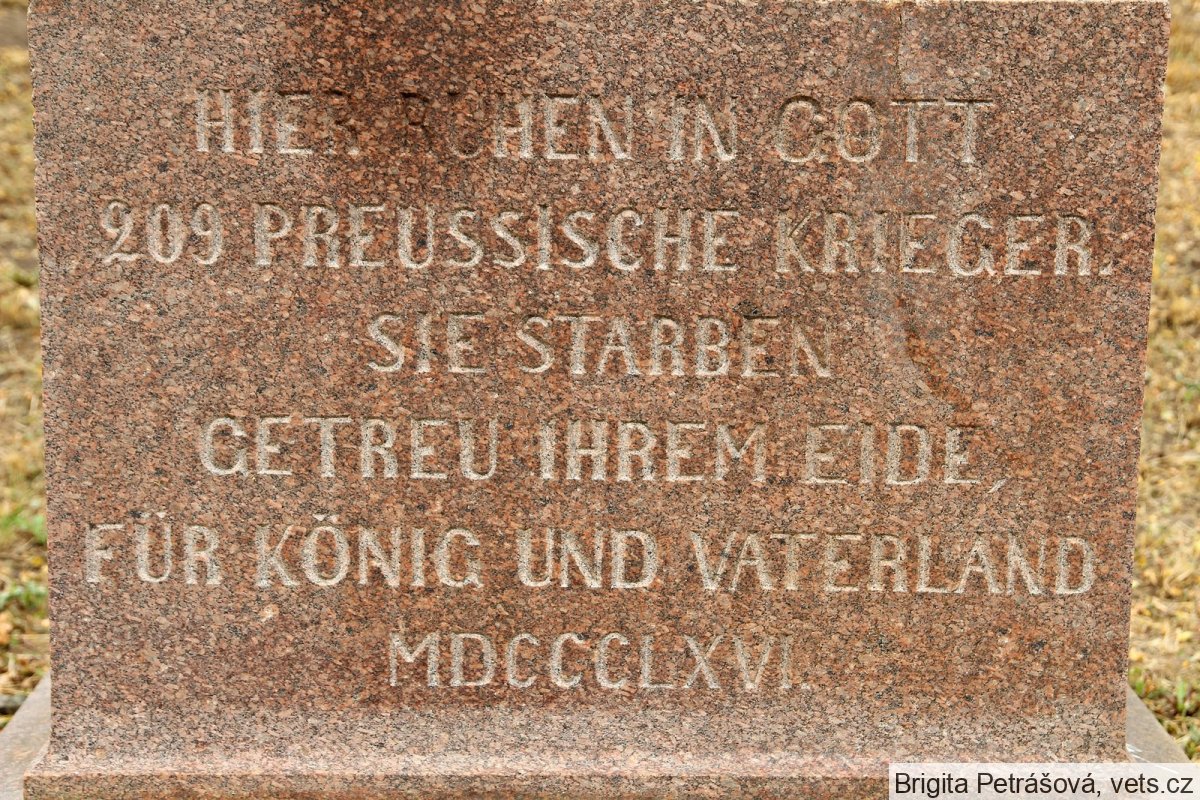 HIER RUHEN IN GOTT
209 PREUSSISCHE KRIEGER.
SIE STARBEN
GETREU IHREM EIDE,
FÜR KÖNIG UND VATERLAND
MDCCCLXVI.
Brigita Petrášová, vets.cz